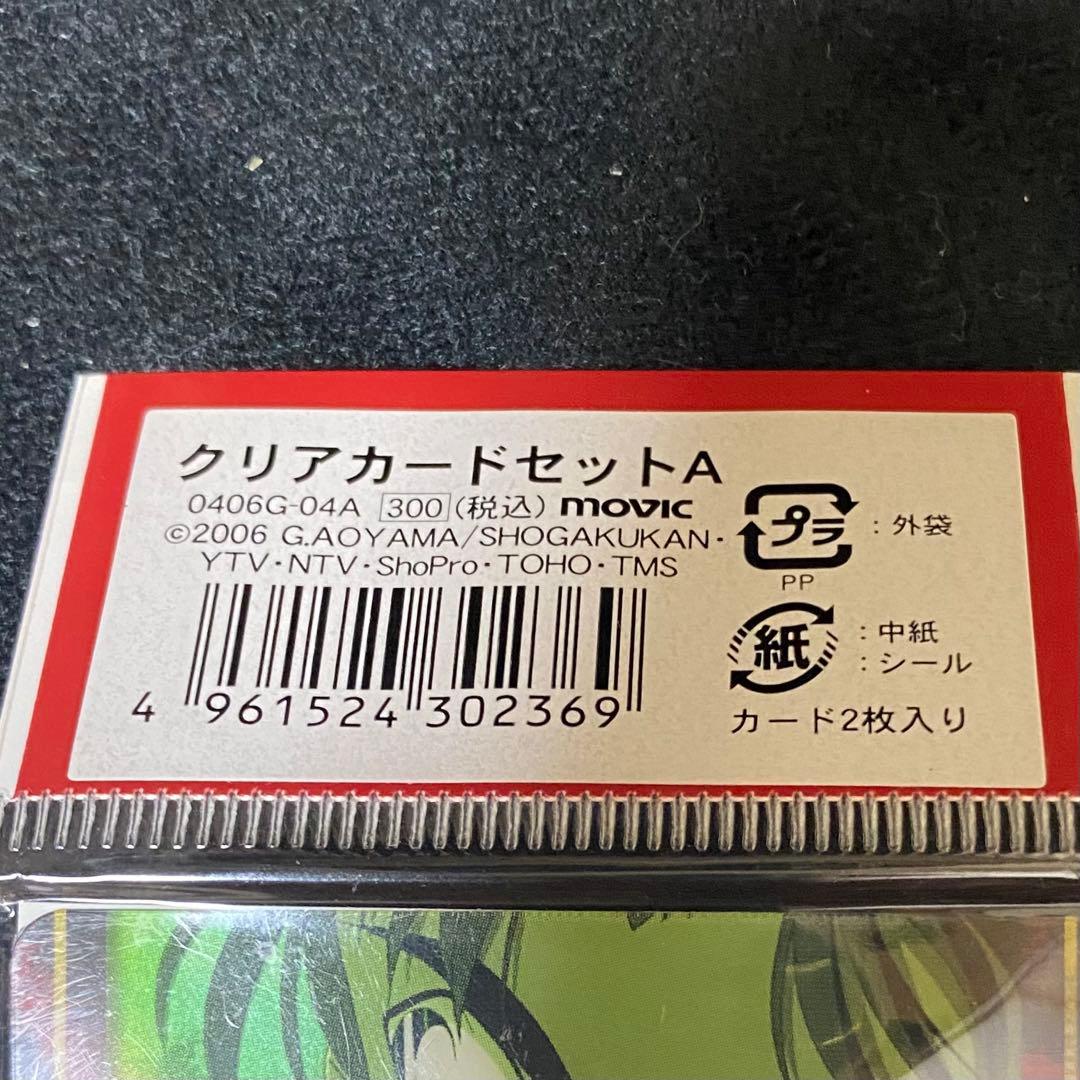 クリアカードセットA
0406G-04A 300 (税込) movic
©2006 G.AOYAMA/SHOGAKUKAN・
YTV・NTV・ShoPro・TOHO・TMS
4 961524 302369
プラ : 外袋
PP
紙 : 中紙
: シール
カード2枚入り